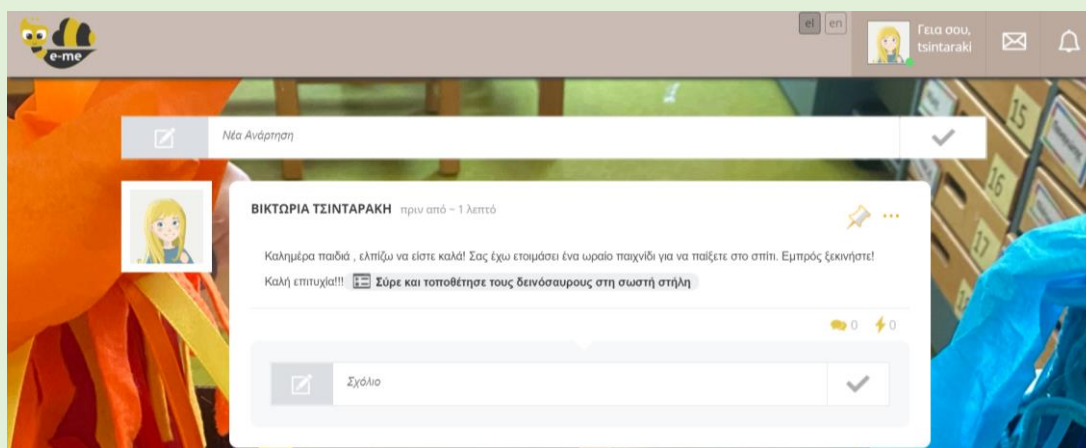 e-me
el en
Γεια σου,
tsintaraki
Νέα Ανάρτηση
15
16
17
ΒΙΚΤΩΡΙΑ ΤΣΙΝΤΑΡΑΚΗ πριν από ~ 1 λεπτό
Καλημέρα παιδιά , ελπίζω να είστε καλά! Σας έχω ετοιμάσει ένα ωραίο παιχνίδι για να παίξετε στο σπίτι. Εμπρός ξεκινήστε!
Καλή επιτυχία!!! Σύρε και τοποθέτησε τους δεινόσαυρους στη σωστή στήλη
0 0
Σχόλιο